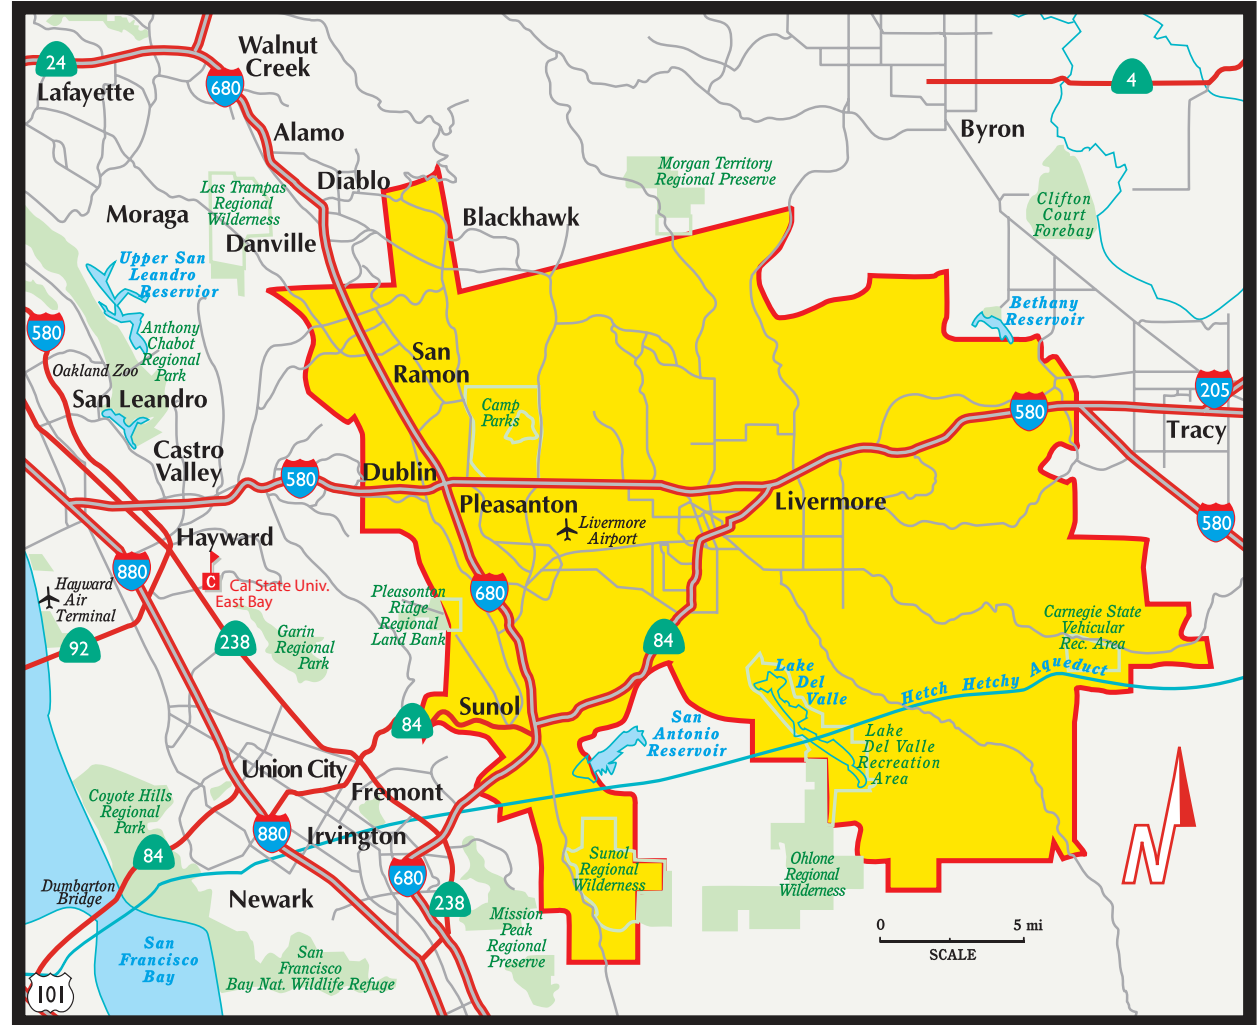 24
Lafayette
Walnut
Creek
680
4
Alamo
Byron
Diablo
Morgan Territory
Regional Preserve
Las Trampas
Regional
Wilderness
Moraga
Blackhawk
Clifton
Court
Forebay
Danville
Upper San
Leandro
Reservior
Bethany
Reservoir
580
Anthony
Chabot
Regional
Park
Oakland Zoo
San
Ramon
205
San Leandro
Camp
Parks
580
Tracy
Castro
Valley
580
Dublin
Pleasanton
Livermore
580
Livermore
Airport
Hayward
880
C
Cal State Univ.
East Bay
Hayward
Air
Terminal
680
Pleasanton
Ridge
Regional
Land Bank
Carnegie State
Vehicular
Rec. Area
92
238
Garin
Regional
Park
84
Lake
Del
Valle
Hetch Hetchy Aqueduct
84
Sunol
San
Antonio
Reservoir
Lake
Del Valle
Recreation
Area
Union City
Fremont
Coyote Hills
Regional
Park
880
Irvington
84
Sunol
Regional
Wilderness
Ohlone
Regional
Wilderness
680
Dumbarton
Bridge
Newark
238
Mission
Peak
Regional
Preserve
0
5 mi
SCALE
San
Francisco
Bay
San
Francisco
Bay Nat. Wildlife Refuge
101
N